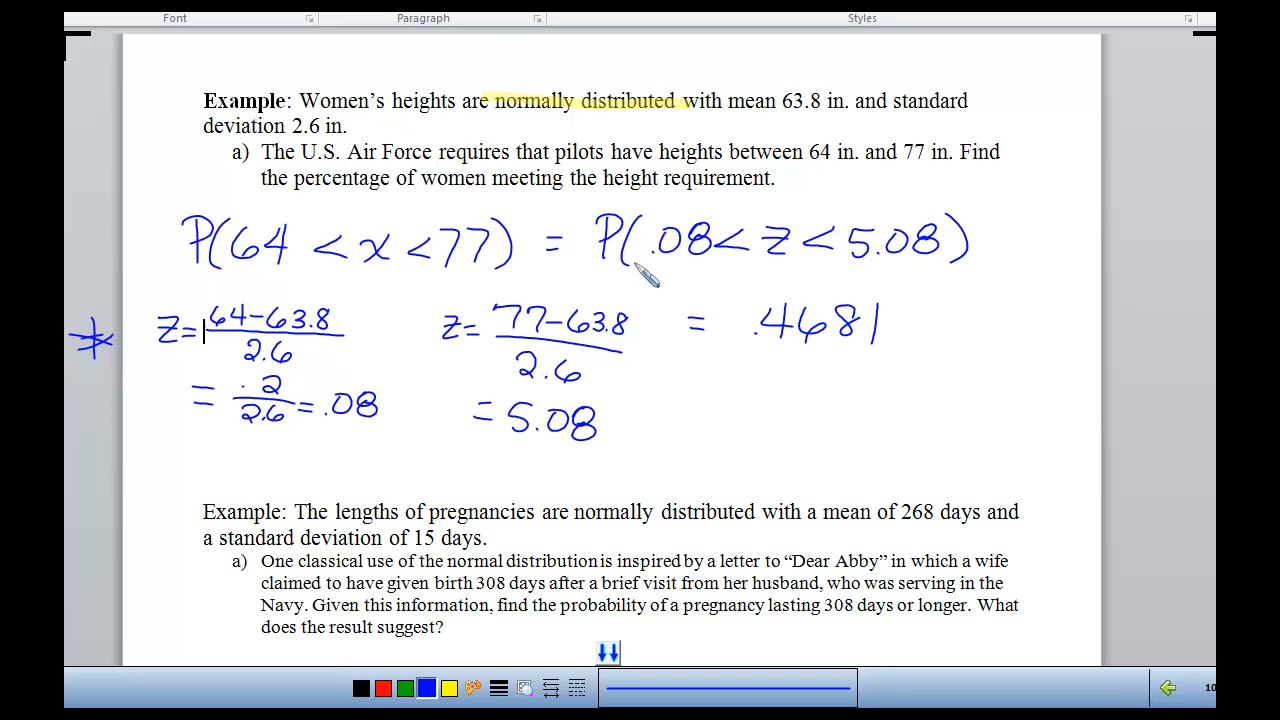 Font Paragraph Styles
Example: Women's heights are normally distributed with mean 63.8 in. and standard
deviation 2.6 in.
a) The U.S. Air Force requires that pilots have heights between 64 in. and 77 in. Find
the percentage of women meeting the height requirement.
P(64 < x < 77) = P(.08 < z < 5.08)
* z = 64-63.8 / 2.6 z = 77-63.8 / 2.6 = .4681
= .2 / 2.6 = .08 = 5.08
Example: The lengths of pregnancies are normally distributed with a mean of 268 days and
a standard deviation of 15 days.
a) One classical use of the normal distribution is inspired by a letter to “Dear Abby” in which a wife
claimed to have given birth 308 days after a brief visit from her husband, who was serving in the
Navy. Given this information, find the probability of a pregnancy lasting 308 days or longer. What
does the result suggest?
10